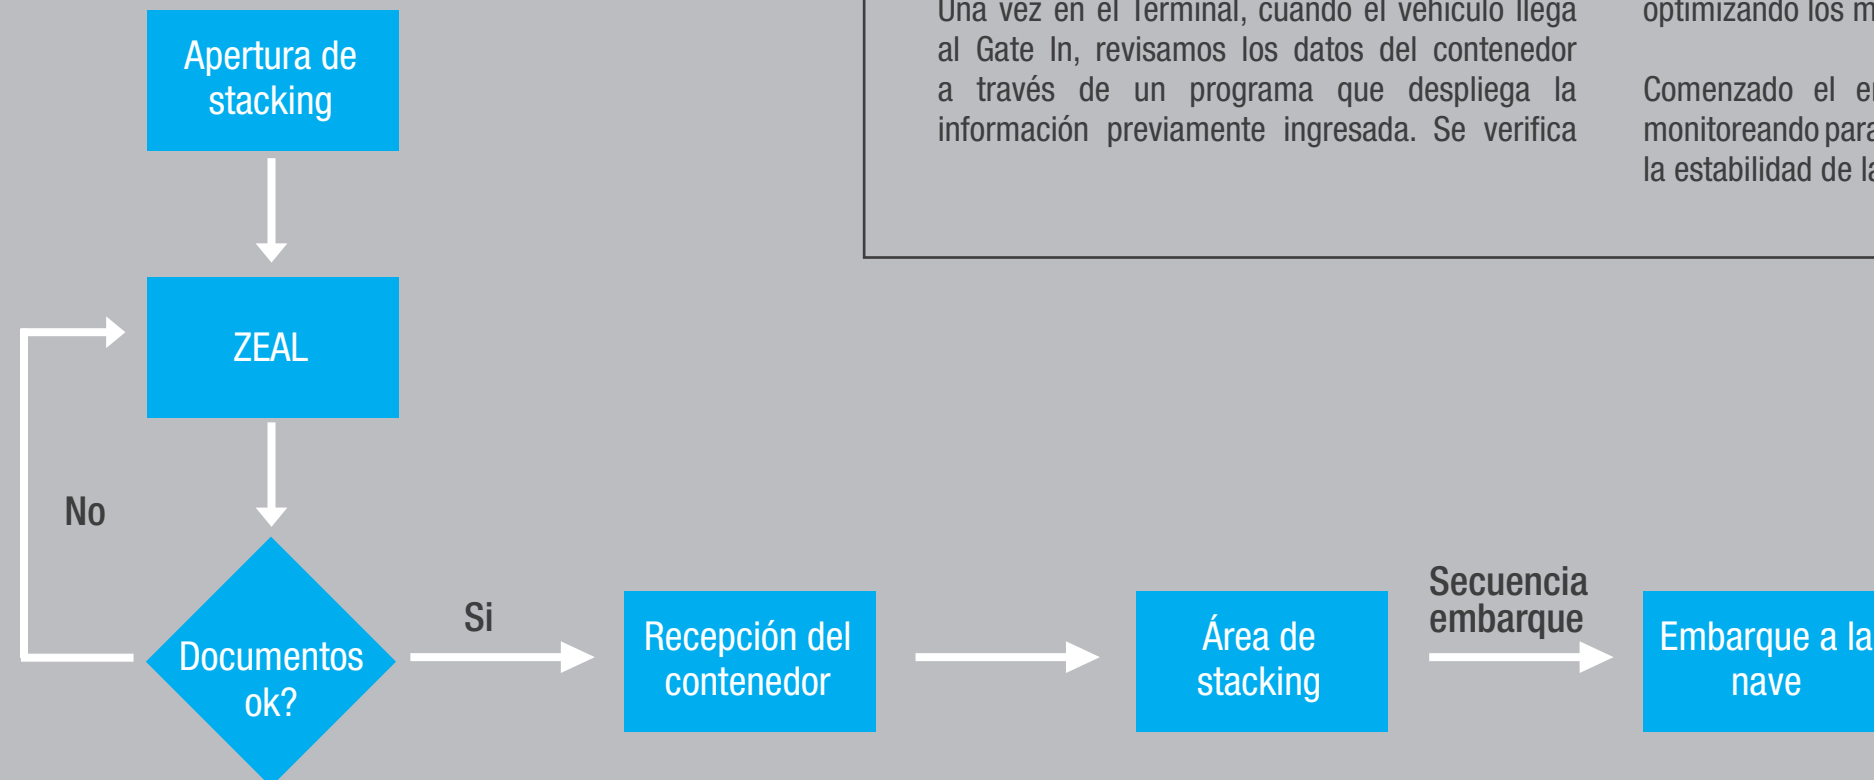 Apertura de
stacking
ZEAL
No
Documentos
ok?
Si
Recepción del
contenedor
Área de
stacking
Secuencia
embarque
Embarque a la
nave
Una vez en el Terminal, cuando el vehículo llega
al Gate In, revisamos los datos del contenedor
a través de un programa que despliega la
información previamente ingresada. Se verifica
optimizando los
Comenzado el
monitoreando para
la estabilidad de